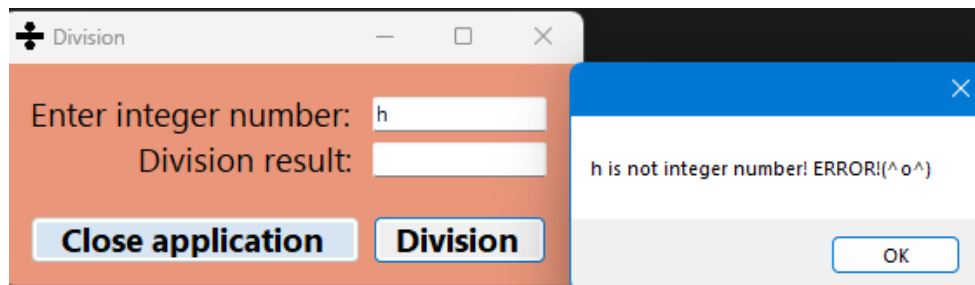 Division
Enter integer number: h
Division result:
Close application Division
h is not integer number! ERROR!(^o^)
OK